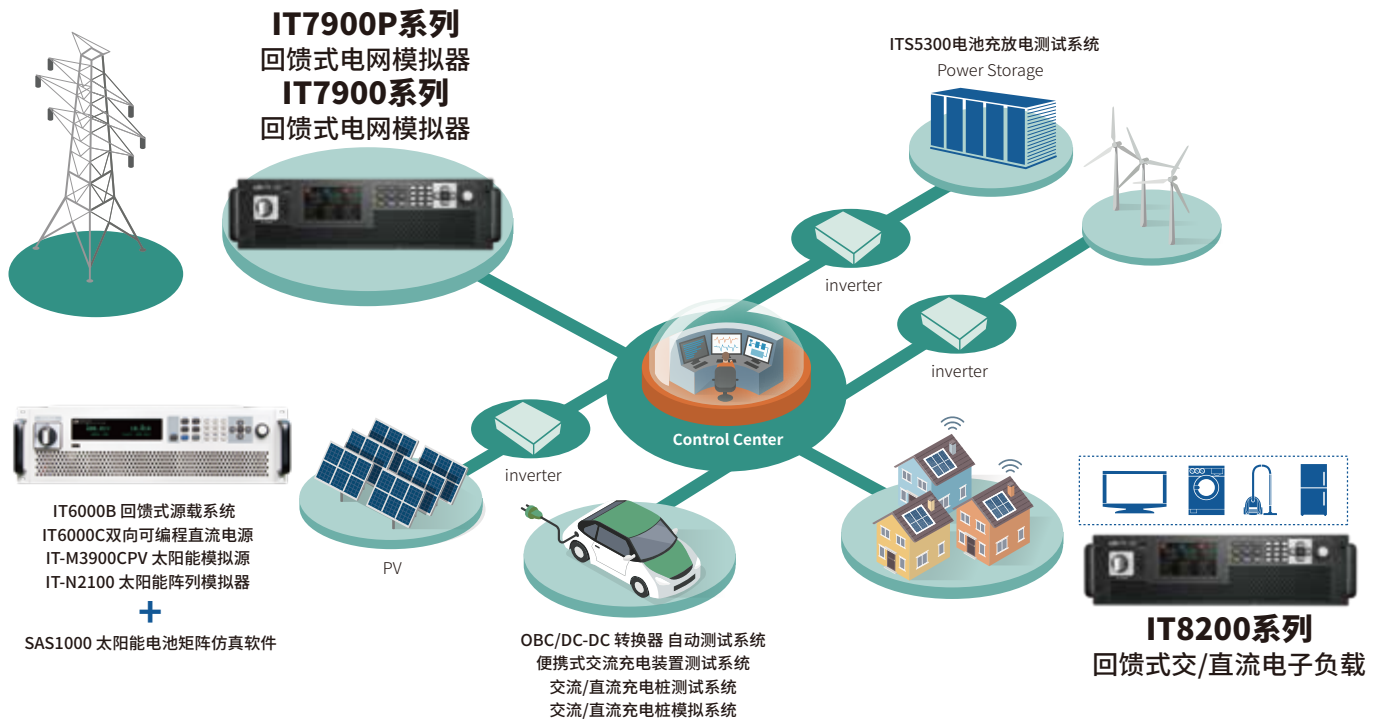 IT7900P系列
回馈式电网模拟器
IT7900系列
回馈式电网模拟器
ITS5300电池充放电测试系统
Power Storage
inverter
inverter
Control Center
inverter
PV
IT6000B 回馈式源载系统
IT6000C双向可编程直流电源
IT-M3900CPV 太阳能模拟源
IT-N2100 太阳能阵列模拟器
+
SAS1000 太阳能电池矩阵仿真软件
OBC/DC-DC 转换器 自动测试系统
便携式交流充电装置测试系统
交流/直流充电桩测试系统
交流/直流充电桩模拟系统
IT8200系列
回馈式交/直流电子负载